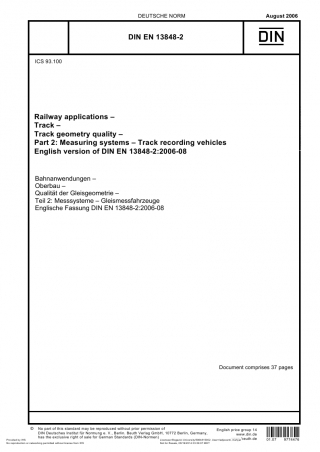 DEUTSCHE NORM
August 2006
DIN EN 13848-2
DIN
ICS 93.100
Railway applications –
Track –
Track geometry quality –
Part 2: Measuring systems – Track recording vehicles
English version of DIN EN 13848-2:2006-08
Bahnanwendungen –
Oberbau –
Qualität der Gleisgeometrie –
Teil 2: Messsysteme – Gleismessfahrzeuge
Englische Fassung DIN EN 13848-2:2006-08
Document comprises 37 pages
© No part of this standard may be reproduced without prior permission of
DIN Deutsches Institut für Normung e. V., Berlin. Beuth Verlag GmbH, 10772 Berlin, Germany,
has the exclusive right of sale for German Standards (DIN-Normen).
English price group 14
www.din.de